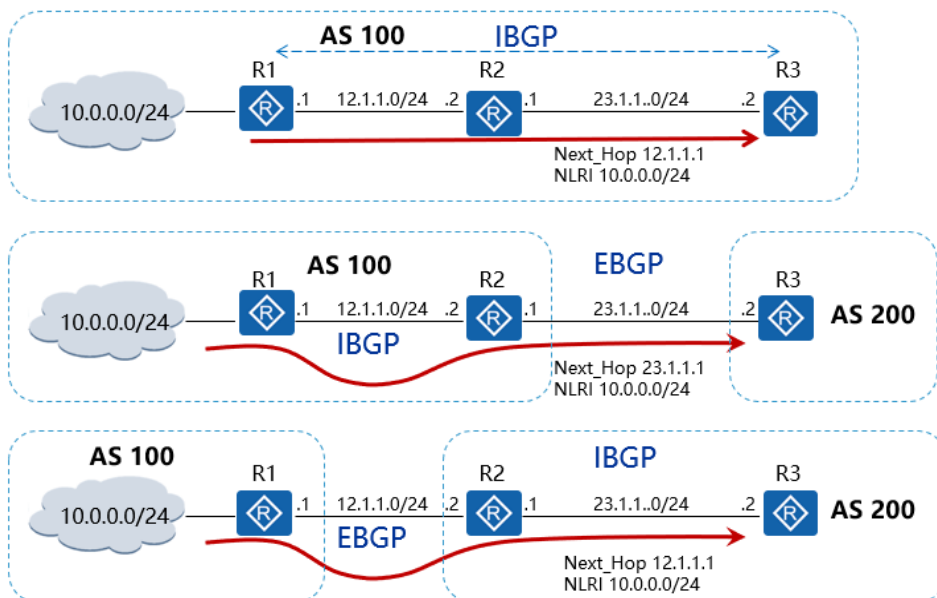 AS 100 IBGP
R1 R2 R3
10.0.0.0/24 .1 12.1.1.0/24 .2 .1 23.1.1..0/24 .2
R R R
Next_Hop 12.1.1.1
NLRI 10.0.0.0/24
AS 100 EBGP
R1 R2 R3
10.0.0.0/24 .1 12.1.1.0/24 .2 .1 23.1.1..0/24 .2 AS 200
R R R
IBGP
Next_Hop 23.1.1.1
NLRI 10.0.0.0/24
AS 100 IBGP
R1 R2 R3
10.0.0.0/24 .1 12.1.1.0/24 .2 .1 23.1.1..0/24 .2 AS 200
R R R
EBGP
Next_Hop 12.1.1.1
NLRI 10.0.0.0/24